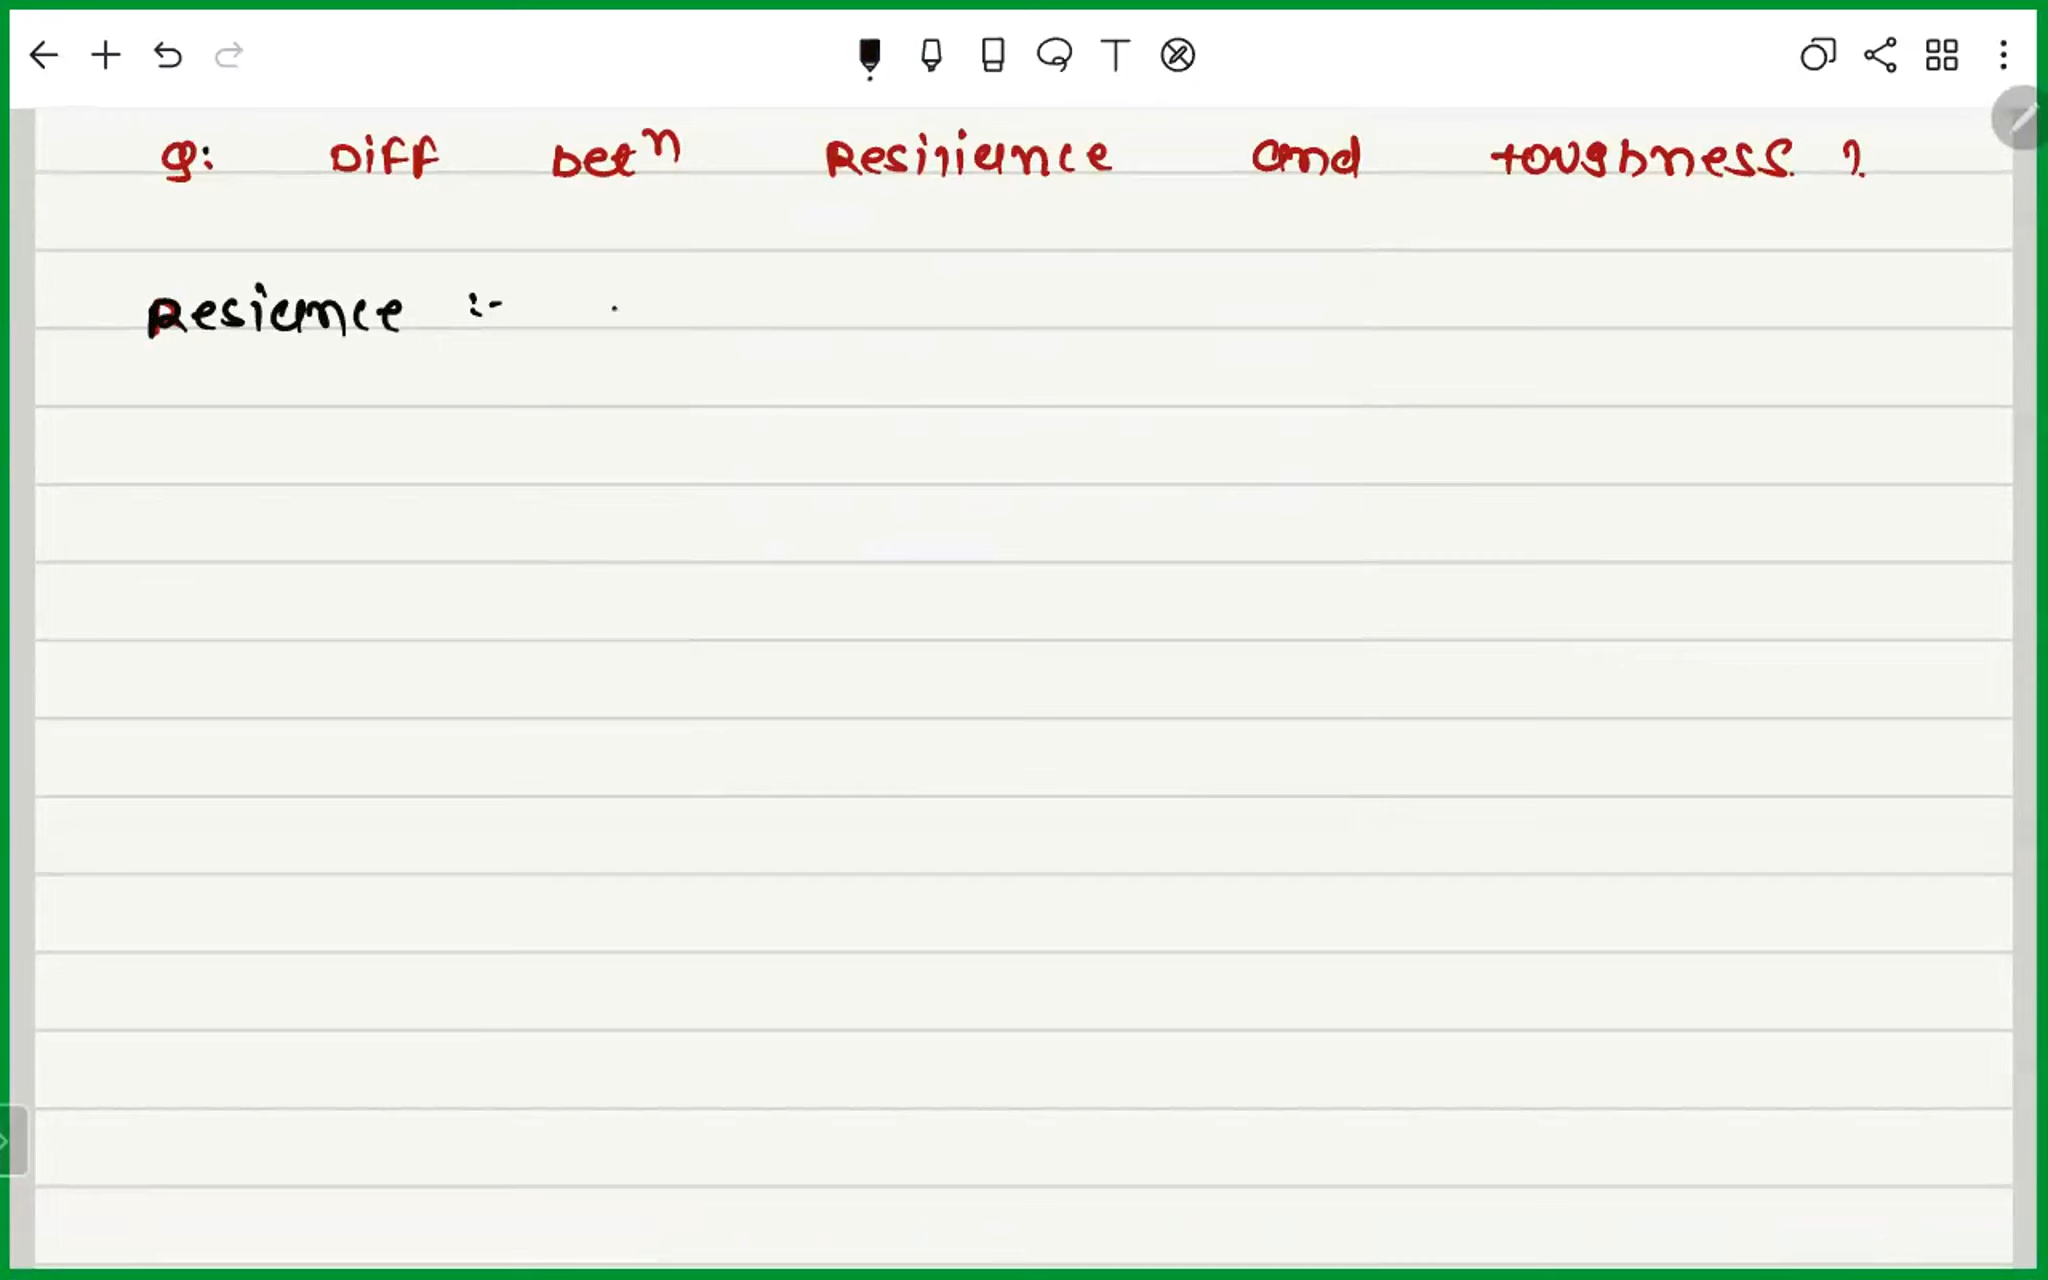 Q: Diff betⁿ Resilience and toughness ?
Resience :-